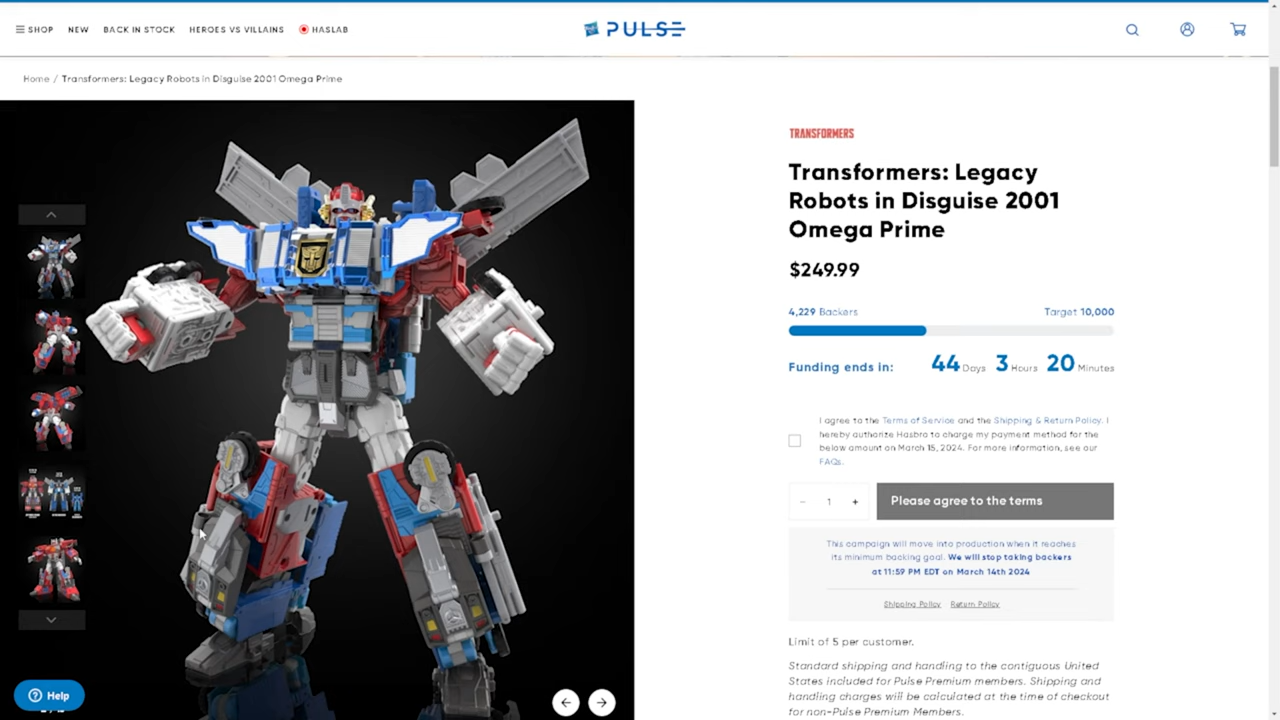 SHOP NEW BACK IN STOCK HEROES VS VILLAINS HASLAB
PULSE
Home / Transformers: Legacy Robots in Disguise 2001 Omega Prime
TRANSFORMERS
Transformers: Legacy
Robots in Disguise 2001
Omega Prime
$249.99
4,229 Backers Target 10,000
Funding ends in: 44 Days 3 Hours 20 Minutes
I agree to the Terms of Service and the Shipping & Return Policy. I
hereby authorize Hasbro to charge my payment method for the
below amount on March 15, 2024. For more information, see our
FAQs.
− 1 + Please agree to the terms
This campaign will move into production when it reaches
its minimum backing goal. We will stop taking backers
at 11:59 PM EDT on March 14th 2024
Shipping Policy Return Policy
Limit of 5 per customer.
Standard shipping and handling to the contiguous United
States included for Pulse Premium members. Shipping and
handling charges will be calculated at the time of checkout
for non-Pulse Premium Members.
Help